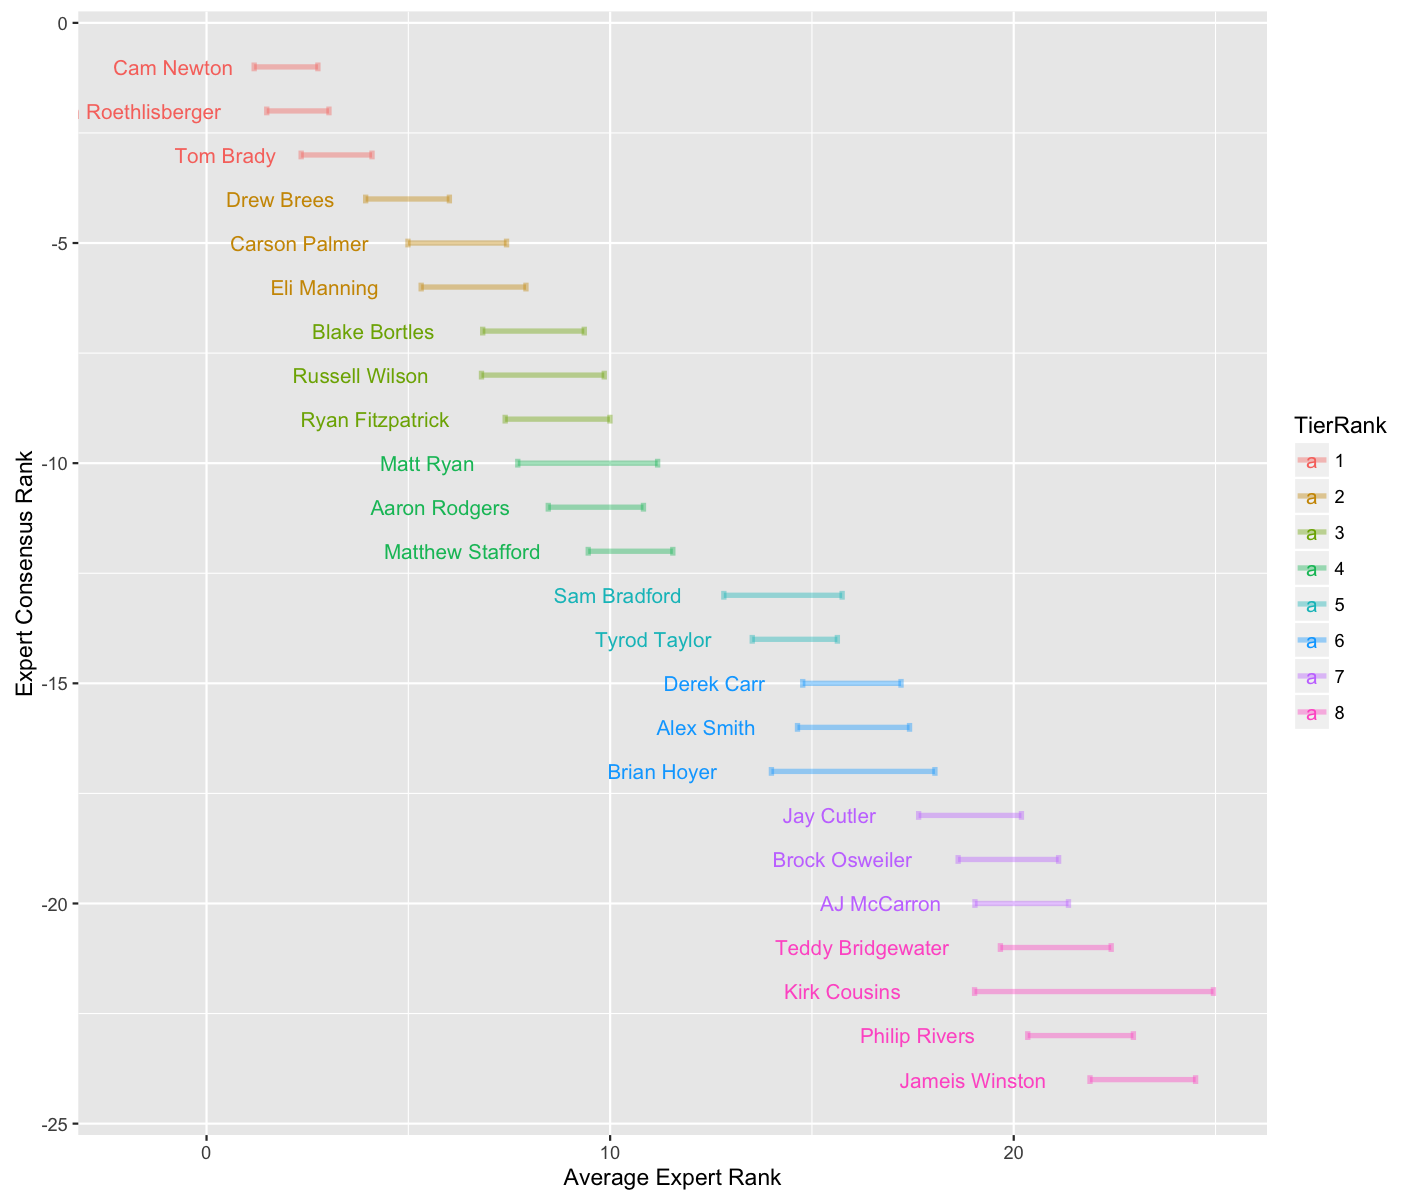 0
Cam Newton
Roethlisberger
Tom Brady
Drew Brees
-5
Carson Palmer
Eli Manning
Blake Bortles
Russell Wilson
Ryan Fitzpatrick
-10
Matt Ryan
Aaron Rodgers
Matthew Stafford
Sam Bradford
Tyrod Taylor
-15
Derek Carr
Alex Smith
Brian Hoyer
Jay Cutler
Brock Osweiler
-20
AJ McCarron
Teddy Bridgewater
Kirk Cousins
Philip Rivers
Jameis Winston
-25
0 10 20
Average Expert Rank
Expert Consensus Rank
TierRank
a 1
a 2
a 3
a 4
a 5
a 6
a 7
a 8